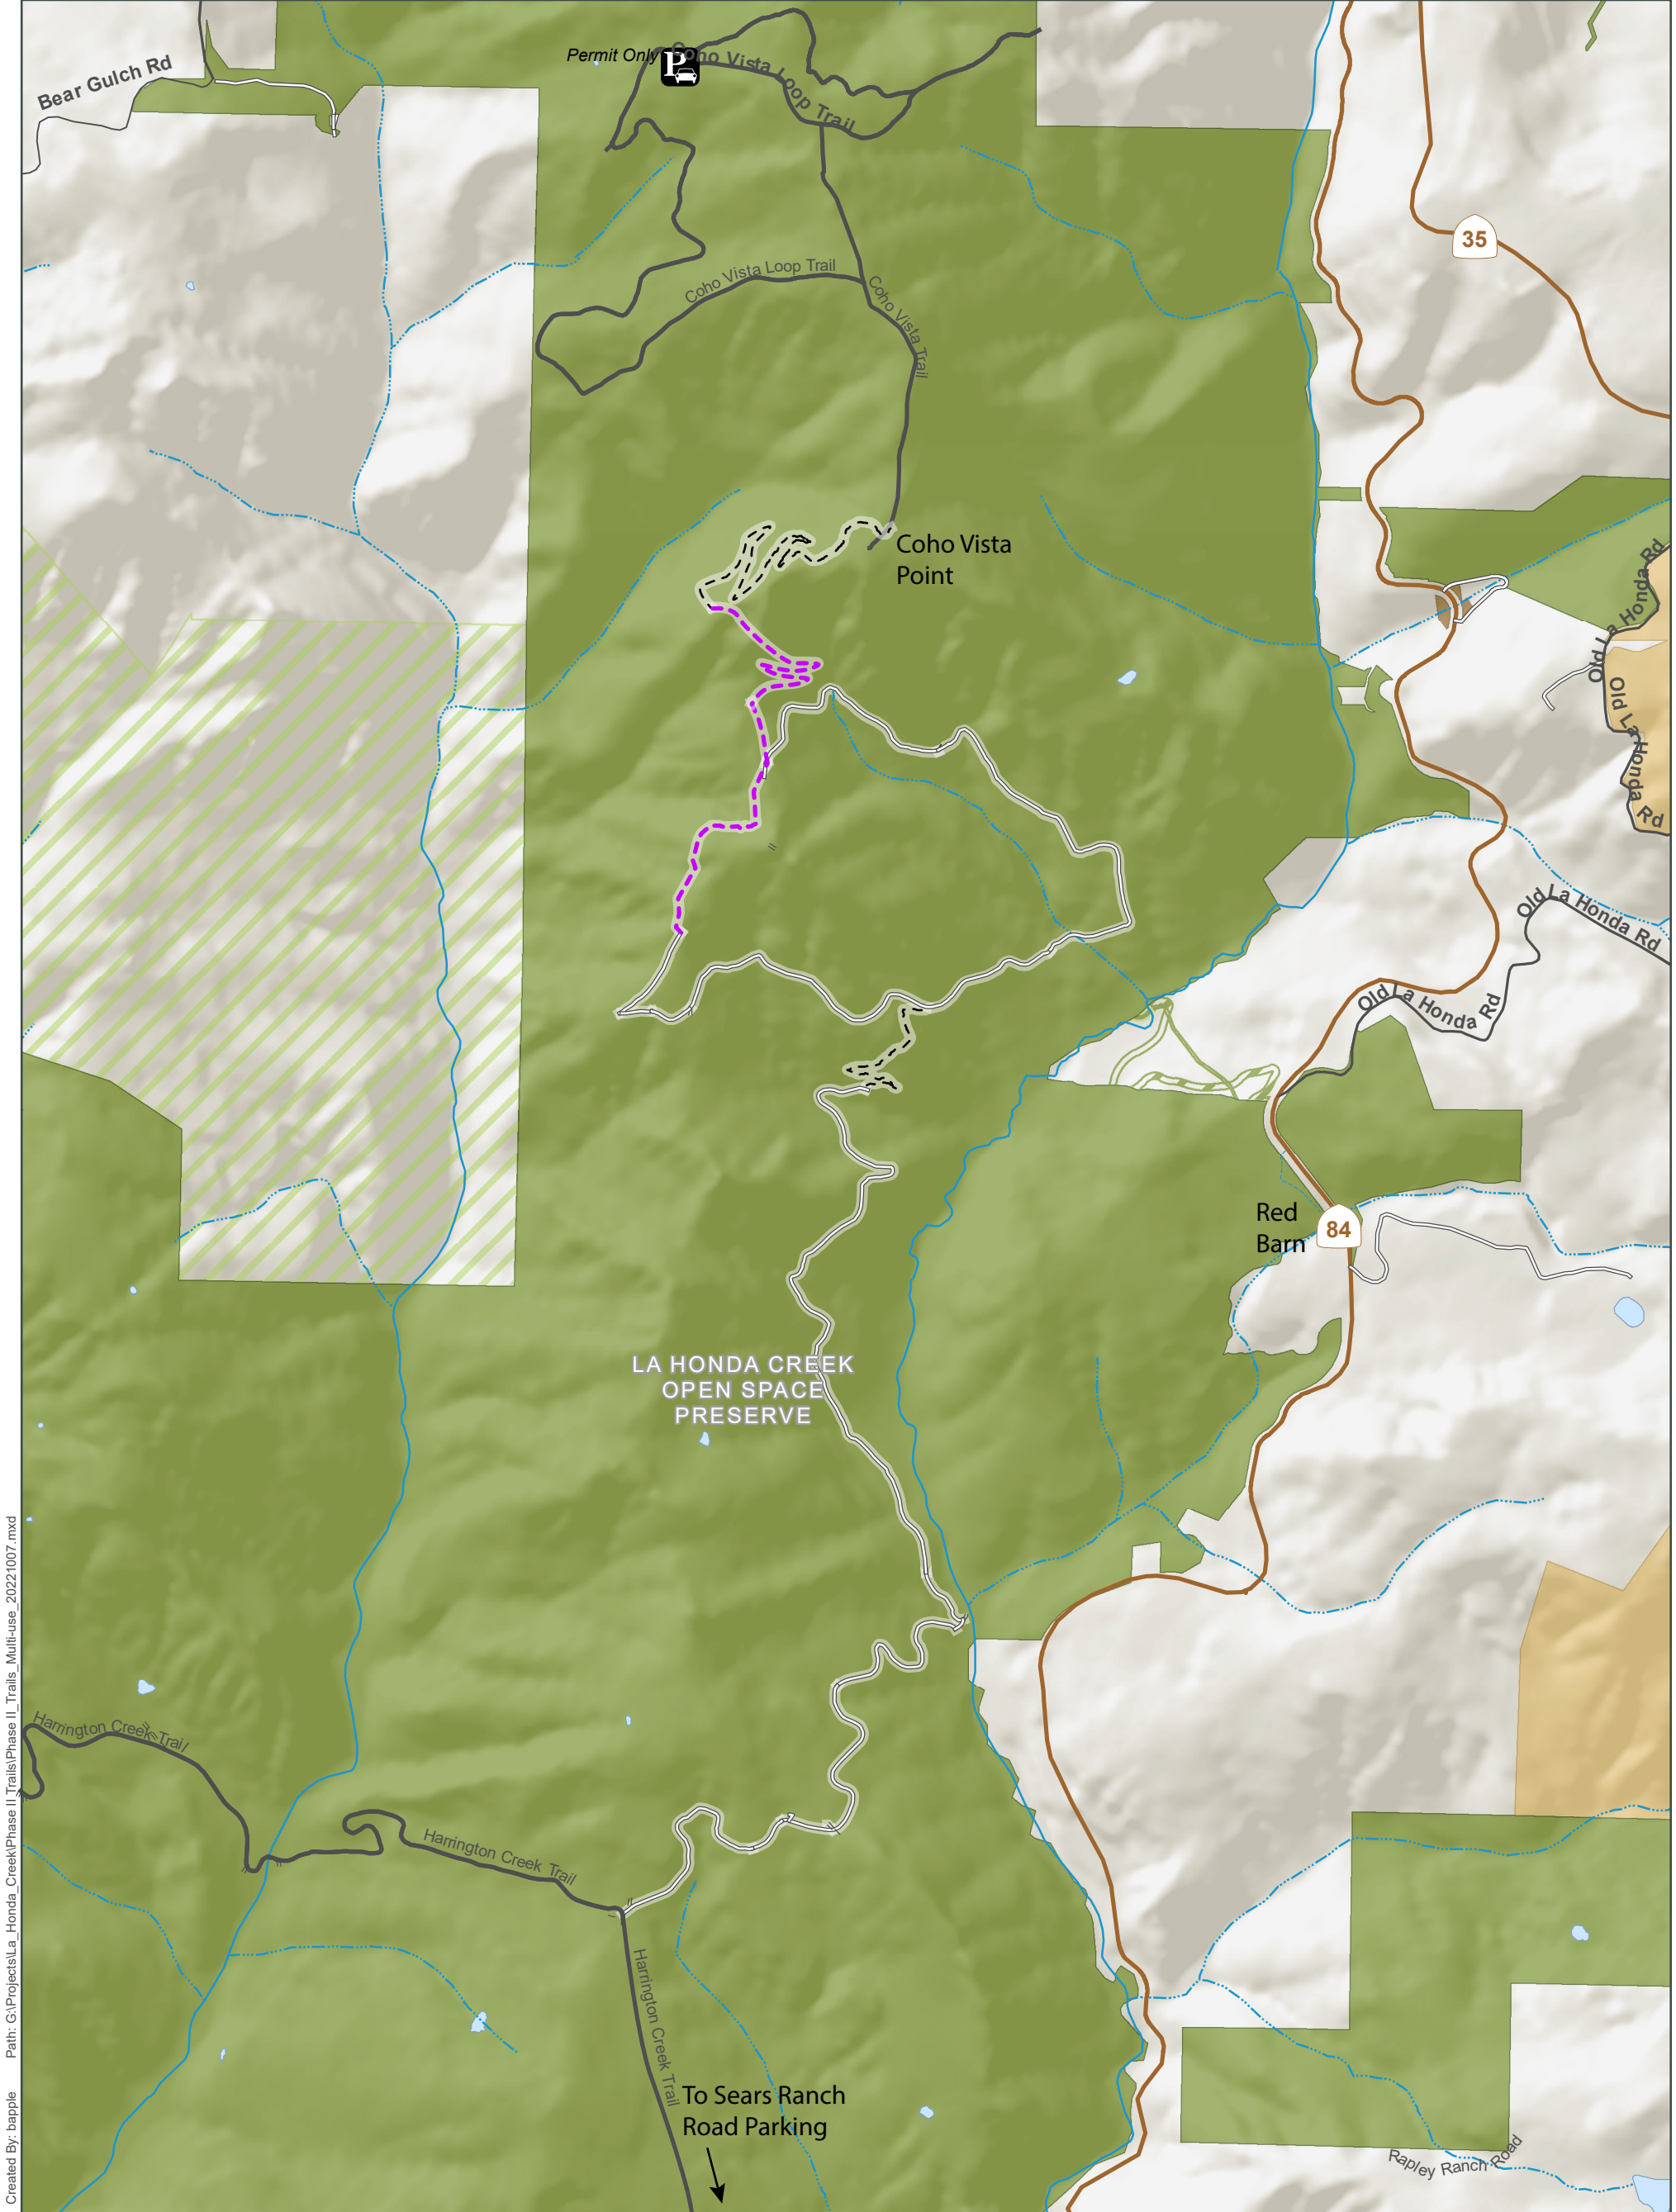 Bear Gulch Rd
Permit Only
P
Coho Vista Loop Trail
35
Coho Vista Loop Trail
Coho Vista Trail
Coho Vista
Point
Old La Honda Rd
Old La Honda Rd
Old La Honda Rd
Old La Honda Rd
Red
Barn
84
LA HONDA CREEK
OPEN SPACE
PRESERVE
Harrington Creek Trail
Harrington Creek Trail
Harrington Creek Trail
To Sears Ranch
Road Parking
Rapley Ranch Road
Created By: bapple Path: G:\Projects\La_Honda_Creek\Phase II_Trails\Phase II_Trails_Multi-use_20221007.mxd